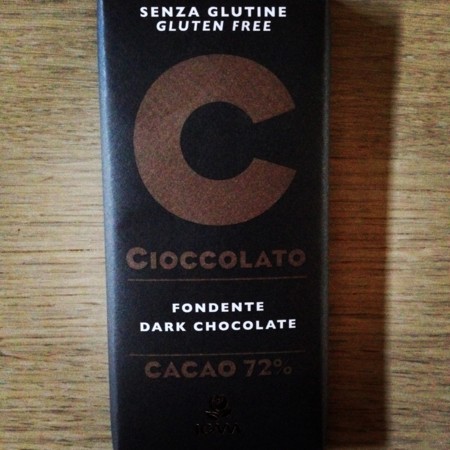 SENZA GLUTINE
GLUTEN FREE
C
CIOCCOLATO
FONDENTE
DARK CHOCOLATE
CACAO 72%